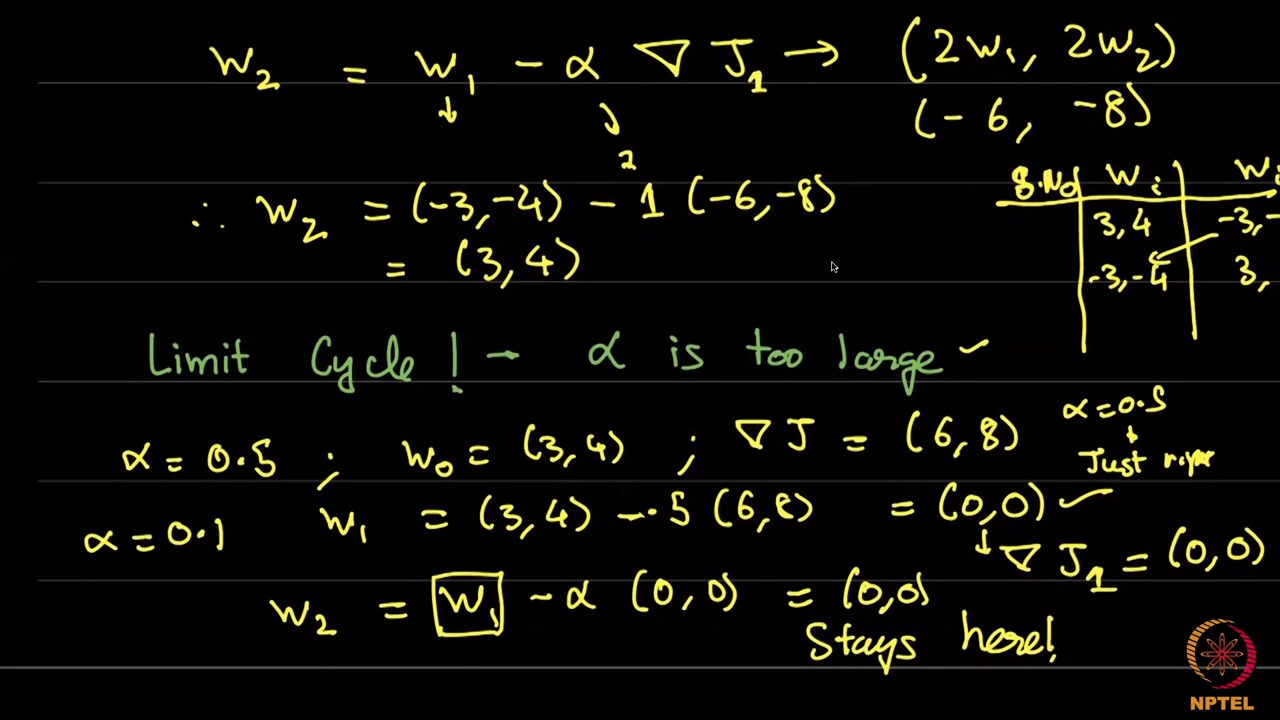 w₂ = w₁ - α ∇ J₁ → (2w₁, 2w₂)
(-6, -8)
∴ w₂ = (-3,-4) - 1 (-6,-8)
= (3,4)
S.No w_i
3,4 -3,-
-3,-4 3,
Limit Cycle! → α is too large ✓
α = 0.5 ; w₀ = (3,4) ; ∇J = (6,8)
α = 0.5
↓
Just
w₁ = (3,4) - .5 (6,8) = (0,0) ✓
α = 0.1
↓ ∇ J₁ = (0,0)
w₂ = w₁ - α (0,0) = (0,0)
Stays here!
NPTEL